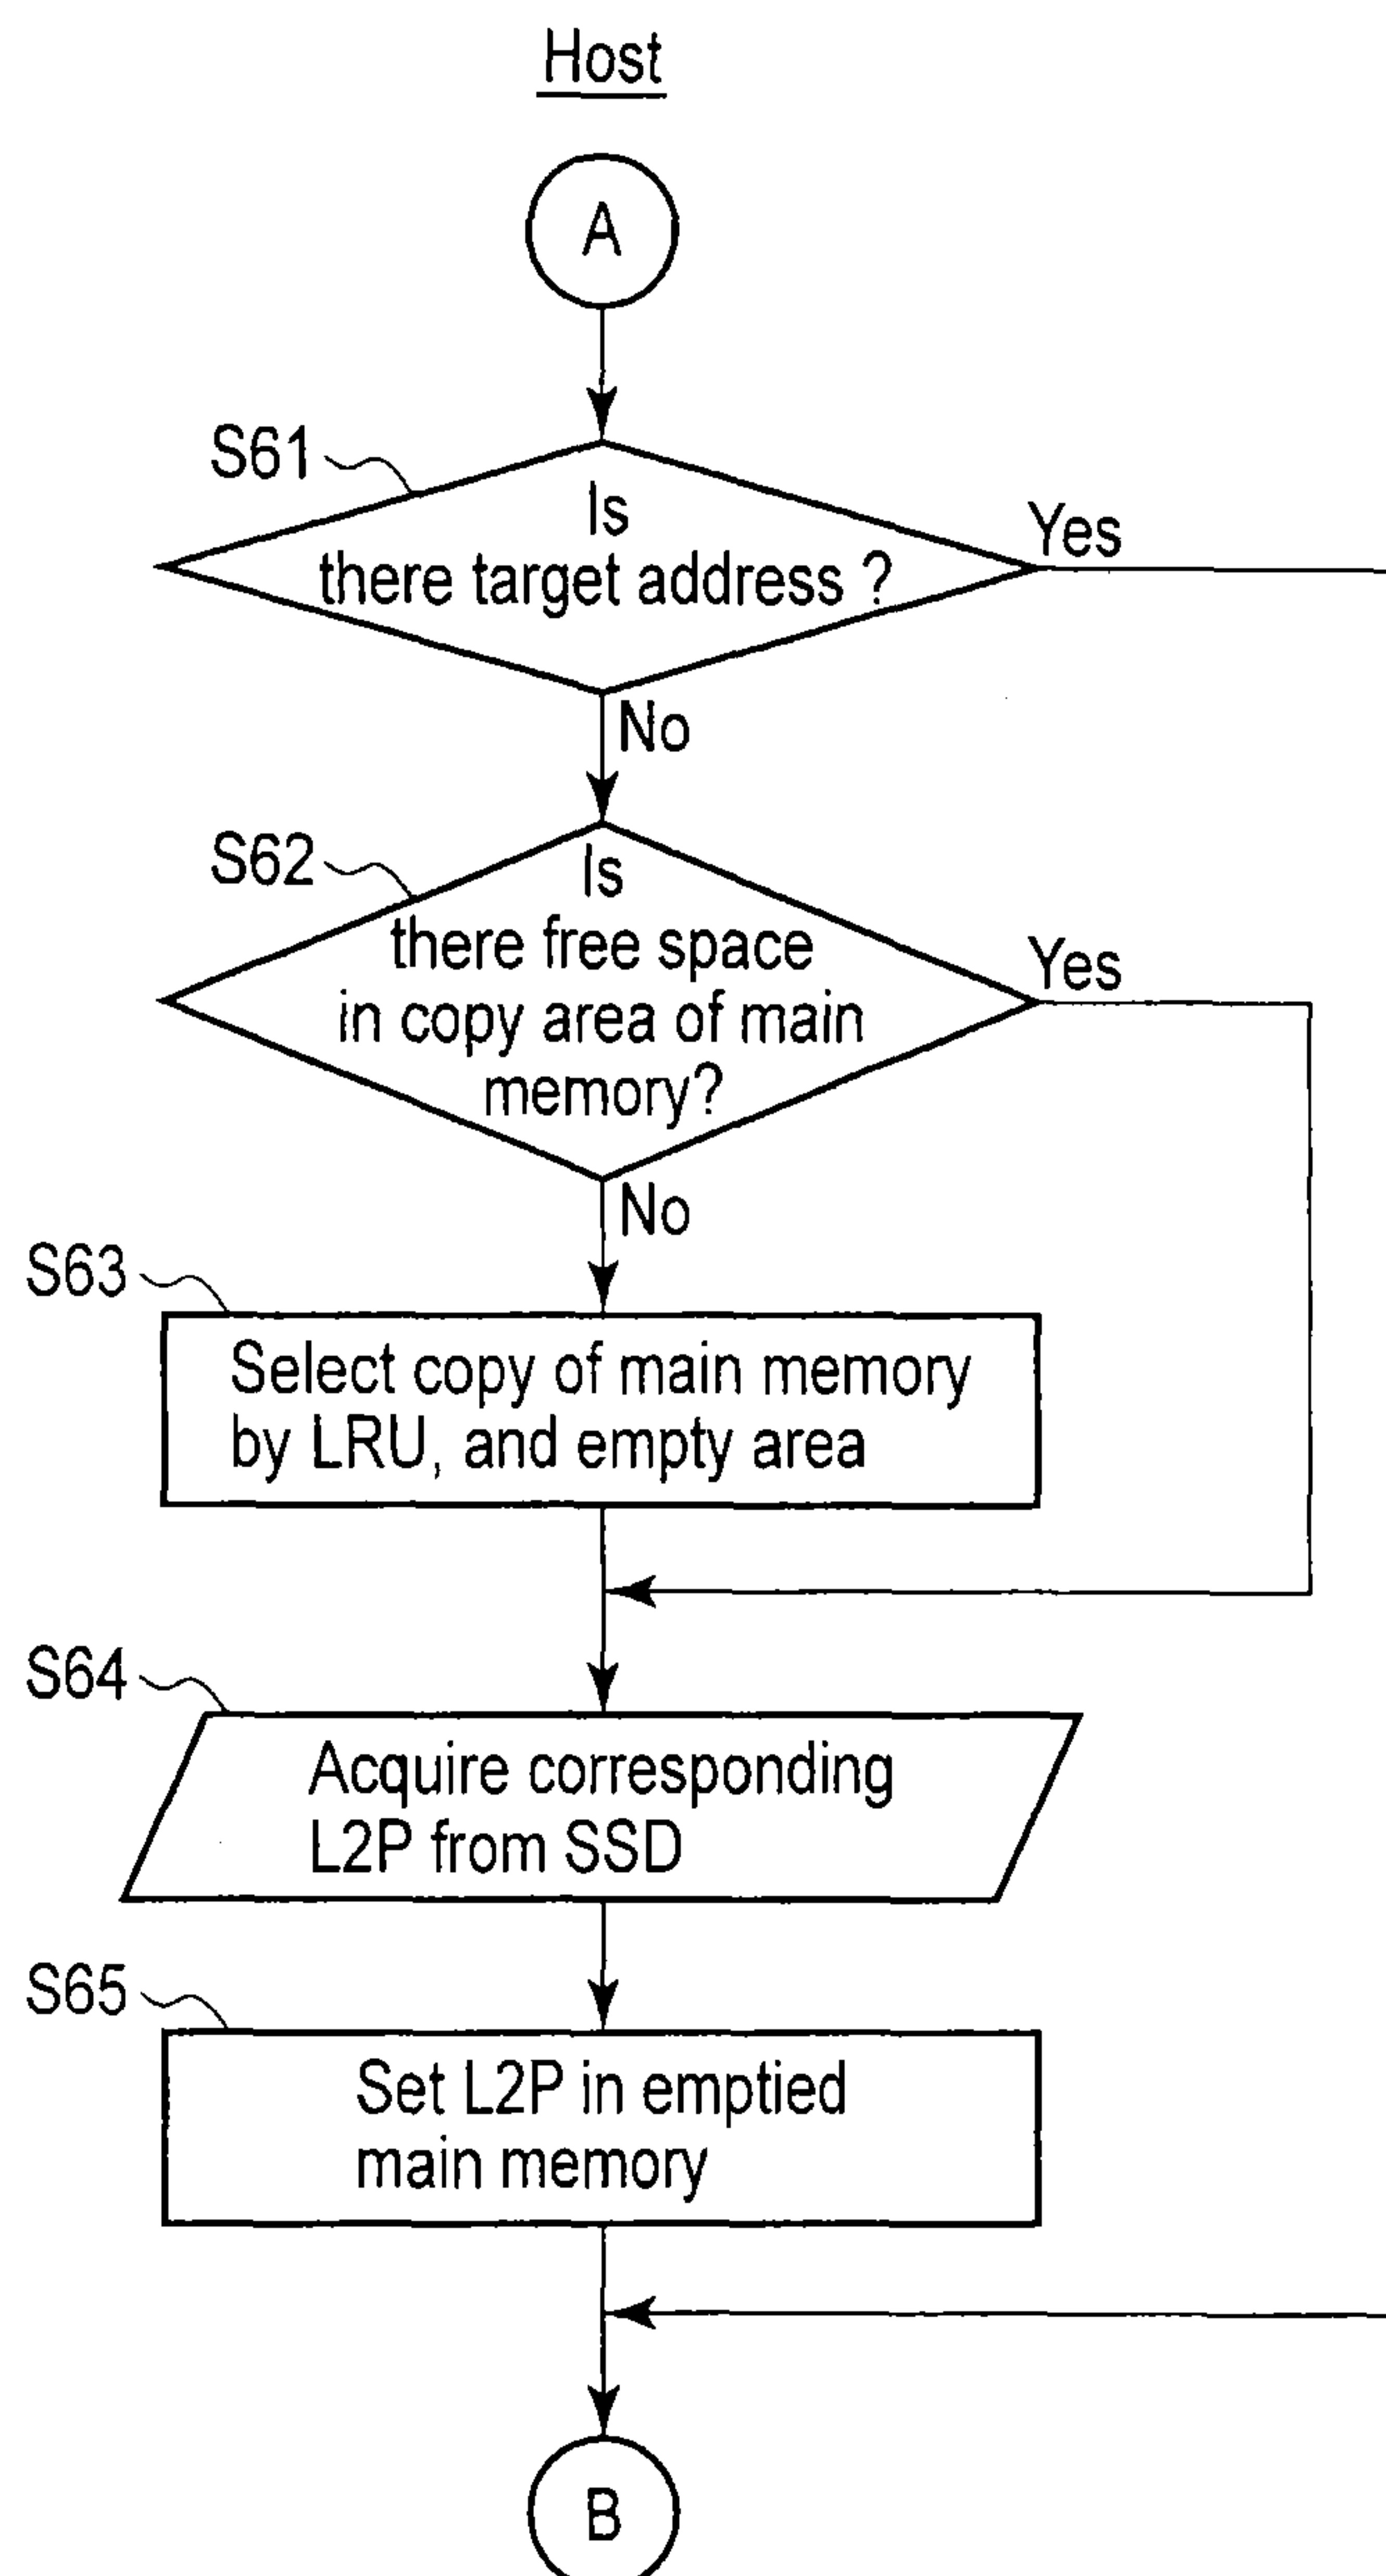 Host
A
S61
Is
there target address ?
Yes
No
S62
Is
there free space
in copy area of main
memory?
Yes
No
S63
Select copy of main memory
by LRU, and empty area
S64
Acquire corresponding
L2P from SSD
S65
Set L2P in emptied
main memory
B